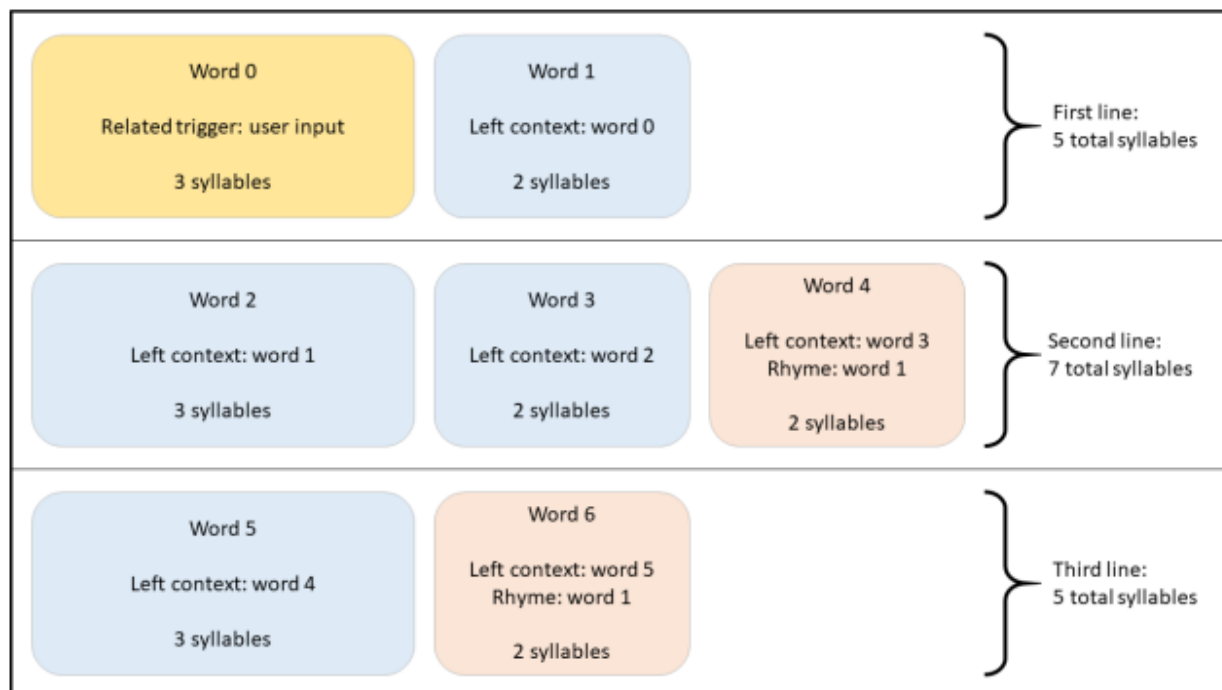 Word 0
Related trigger: user input
3 syllables
Word 1
Left context: word 0
2 syllables
First line:
5 total syllables
Word 2
Left context: word 1
3 syllables
Word 3
Left context: word 2
2 syllables
Word 4
Left context: word 3
Rhyme: word 1
2 syllables
Second line:
7 total syllables
Word 5
Left context: word 4
3 syllables
Word 6
Left context: word 5
Rhyme: word 1
2 syllables
Third line:
5 total syllables